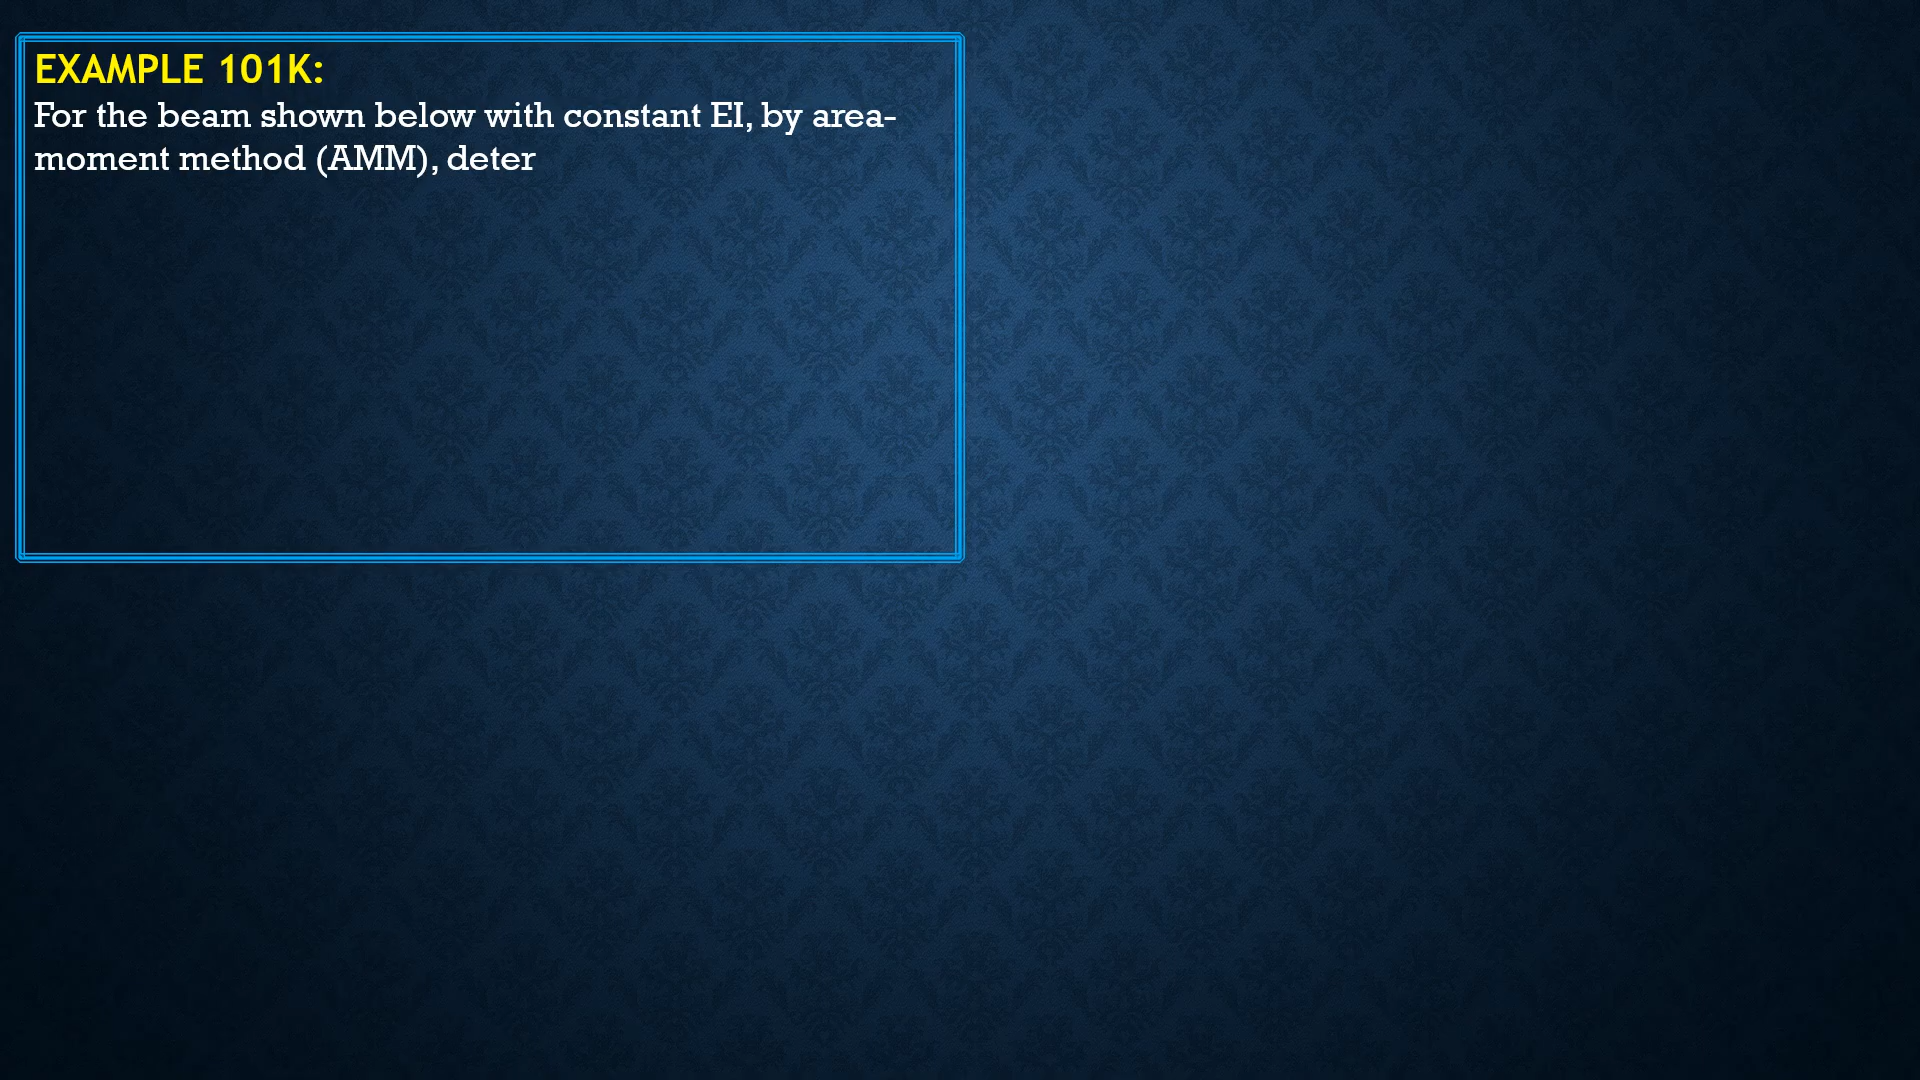 EXAMPLE 101K:
For the beam shown below with constant EI, by area-
moment method (AMM), deter